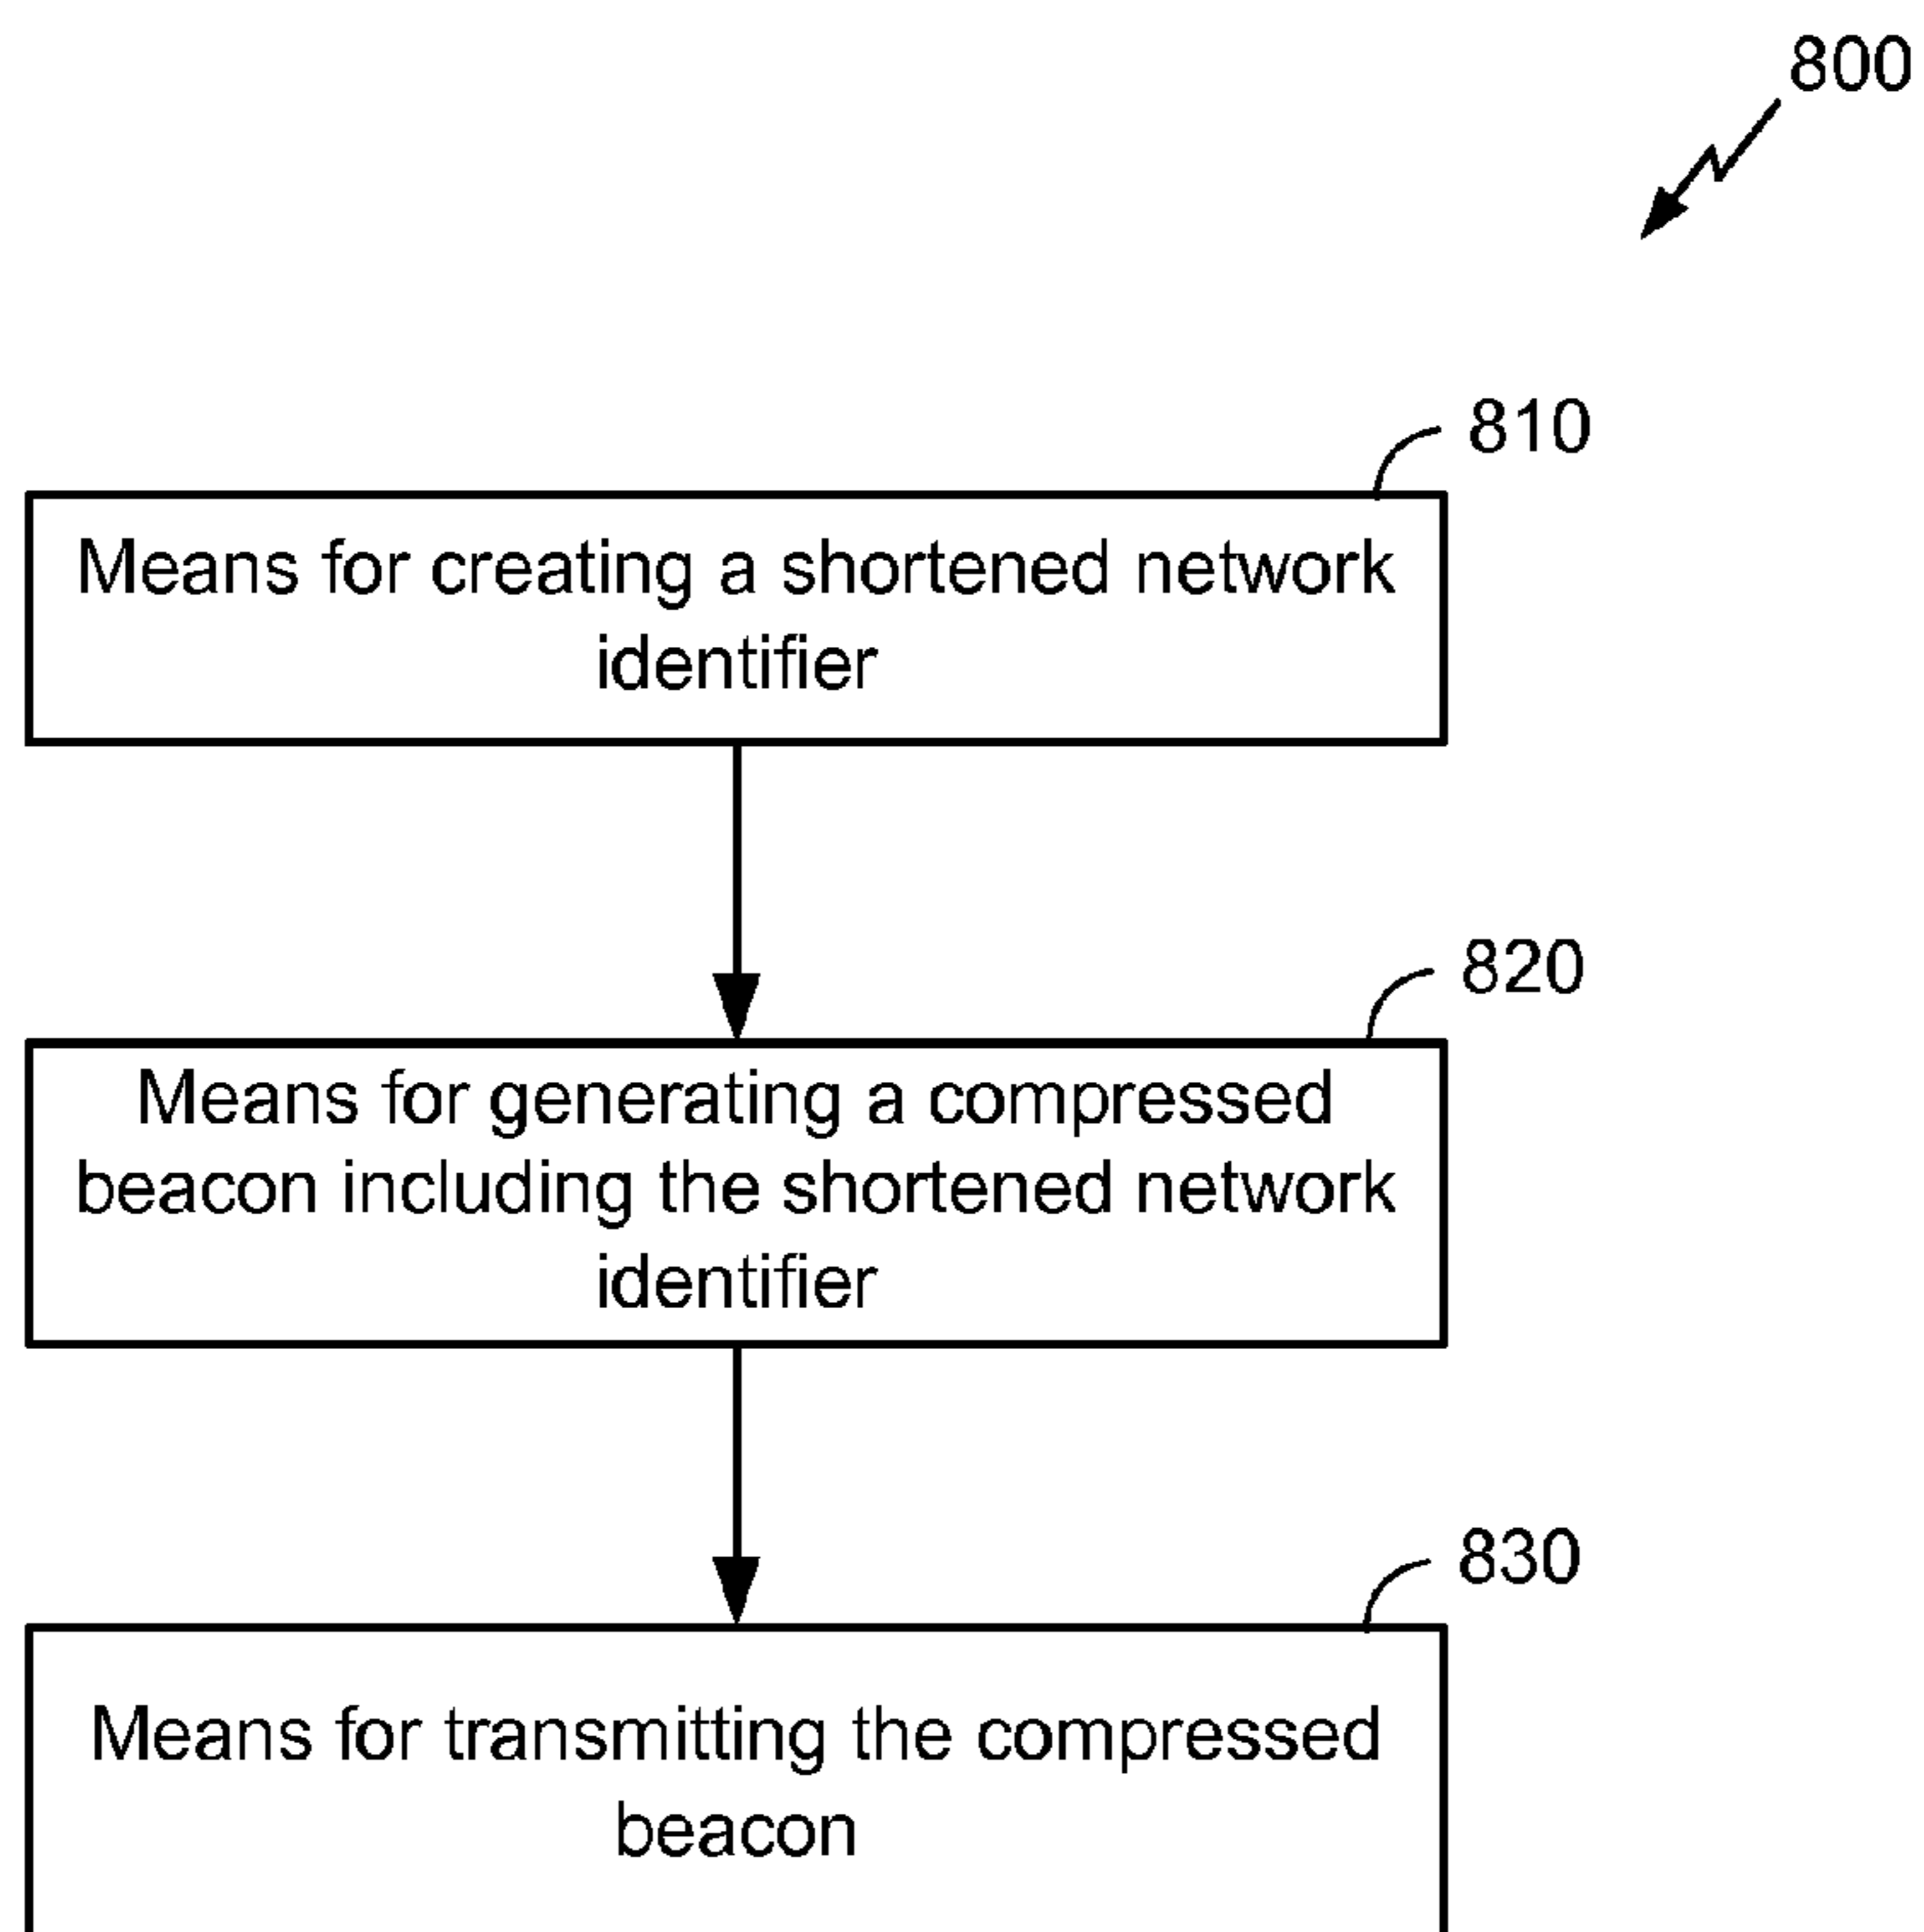 800
810
Means for creating a shortened network
identifier
820
Means for generating a compressed
beacon including the shortened network
identifier
830
Means for transmitting the compressed
beacon